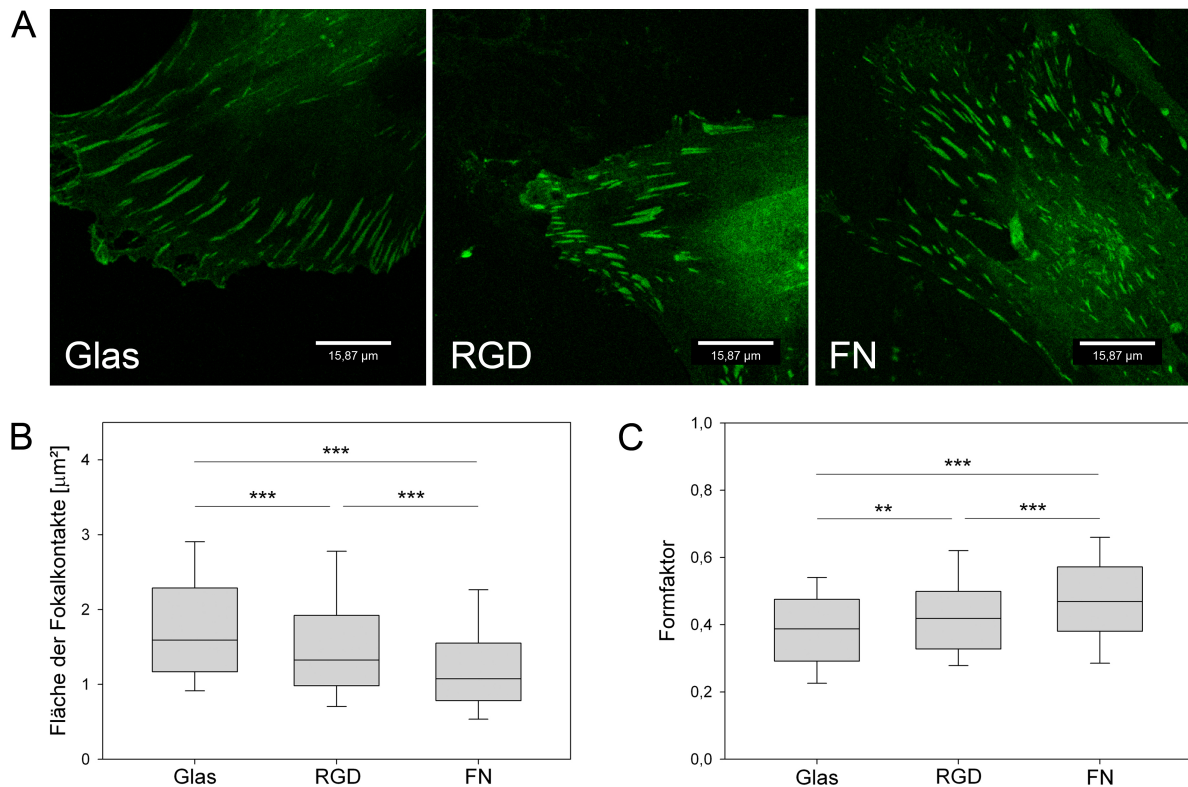 A
Glas
15,87 µm
RGD
15,87 µm
FN
15,87 µm
B
Fläche der Fokalkontakte [µm²]
4
3
2
1
0
***
***
***
Glas
RGD
FN
C
Formfaktor
1,0
0,8
0,6
0,4
0,2
0,0
***
**
***
Glas
RGD
FN